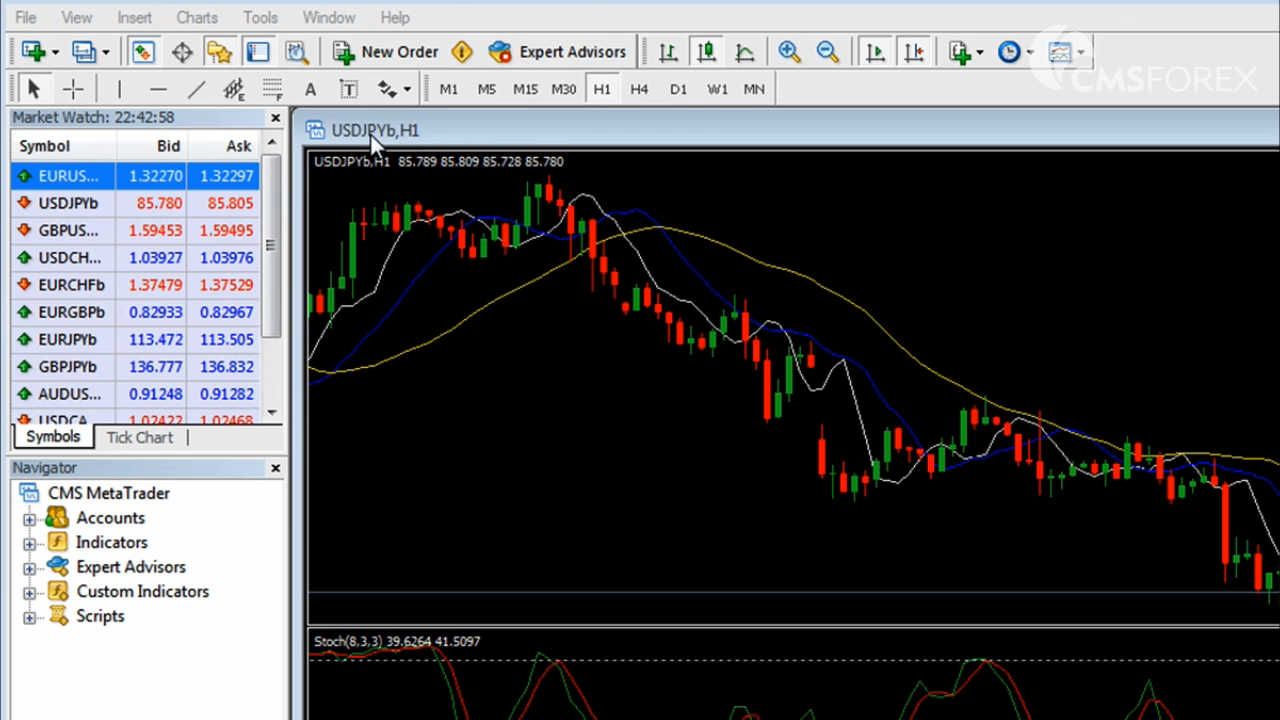 File View Insert Charts Tools Window Help
New Order Expert Advisors
CMSFOREX
A T M1 M5 M15 M30 H1 H4 D1 W1 MN
Market Watch: 22:42:58
Symbol Bid Ask
EURUS... 1.32270 1.32297
USDJPYb 85.780 85.805
GBPUS... 1.59453 1.59495
USDCH... 1.03927 1.03976
EURCHFb 1.37479 1.37529
EURGBPb 0.82933 0.82967
EURJPYb 113.472 113.505
GBPJPYb 136.777 136.832
AUDUS... 0.91248 0.91282
USDCA 1.02422 1.02468
Symbols Tick Chart
Navigator
CMS MetaTrader
Accounts
Indicators
Expert Advisors
Custom Indicators
Scripts
USDJPYb,H1
USDJPYb,H1 85.789 85.809 85.728 85.780
Stoch(8,3,3) 39.6264 41.5097